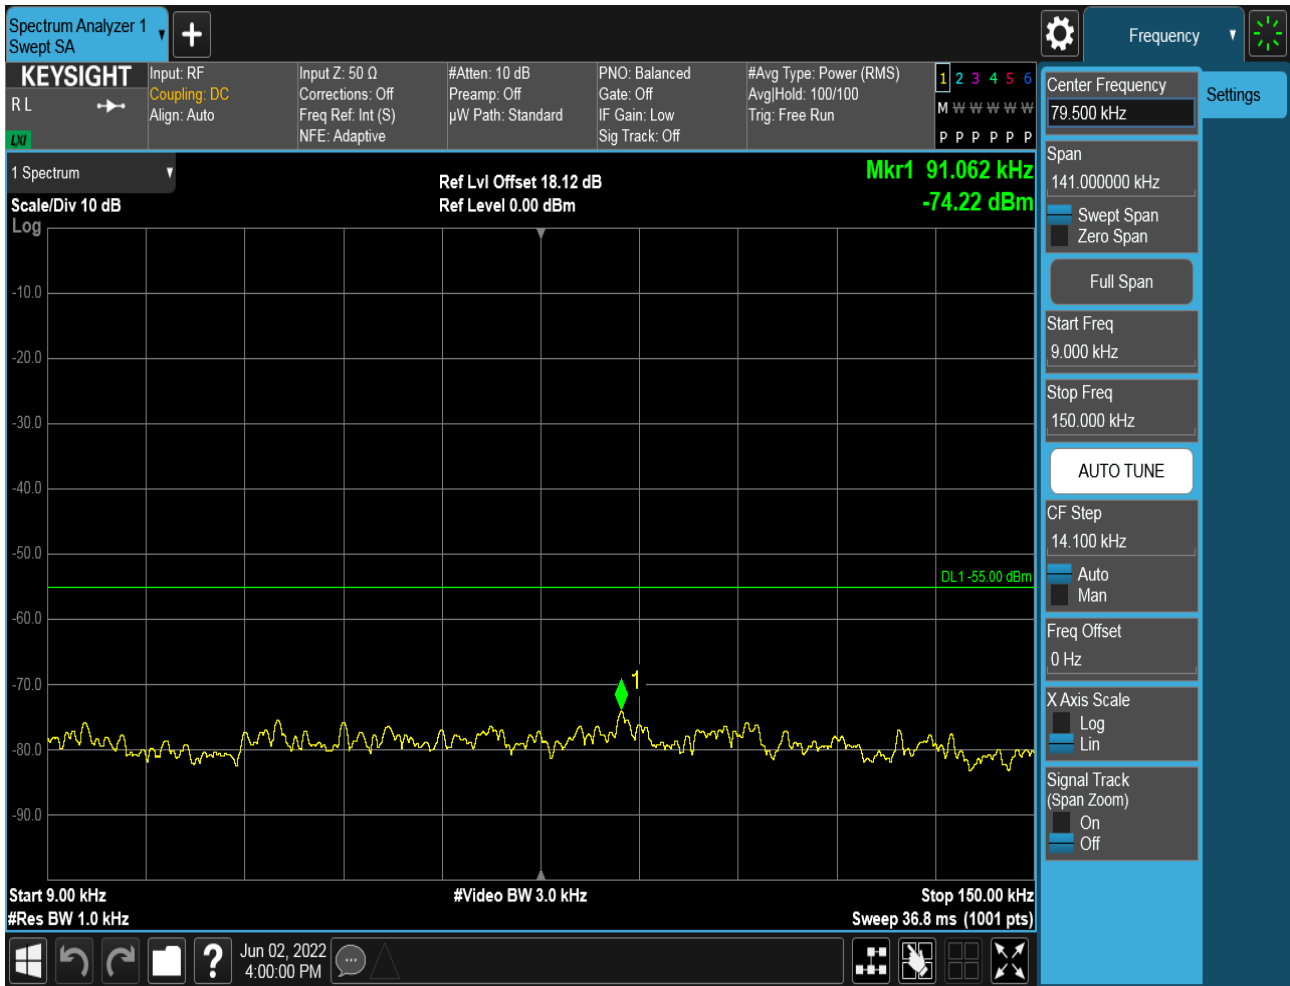 Spectrum Analyzer 1
Swept SA
Frequency
KEYSIGHT
R L
LXI
Input: RF
Coupling: DC
Align: Auto
Input Z: 50 Ω
Corrections: Off
Freq Ref: Int (S)
NFE: Adaptive
#Atten: 10 dB
Preamp: Off
µW Path: Standard
PNO: Balanced
Gate: Off
IF Gain: Low
Sig Track: Off
#Avg Type: Power (RMS)
Avg|Hold: 100/100
Trig: Free Run
1 2 3 4 5 6
M W W W W W
P P P P P P
1 Spectrum
Scale/Div 10 dB
Log
Ref Lvl Offset 18.12 dB
Ref Level 0.00 dBm
Mkr1 91.062 kHz
-74.22 dBm
-10.0
-20.0
-30.0
-40.0
-50.0
DL1 -55.00 dBm
-60.0
-70.0
1
-80.0
-90.0
Start 9.00 kHz
#Res BW 1.0 kHz
#Video BW 3.0 kHz
Stop 150.00 kHz
Sweep 36.8 ms (1001 pts)
Jun 02, 2022
4:00:00 PM
Center Frequency
79.500 kHz
Settings
Span
141.000000 kHz
Swept Span
Zero Span
Full Span
Start Freq
9.000 kHz
Stop Freq
150.000 kHz
AUTO TUNE
CF Step
14.100 kHz
Auto
Man
Freq Offset
0 Hz
X Axis Scale
Log
Lin
Signal Track
(Span Zoom)
On
Off